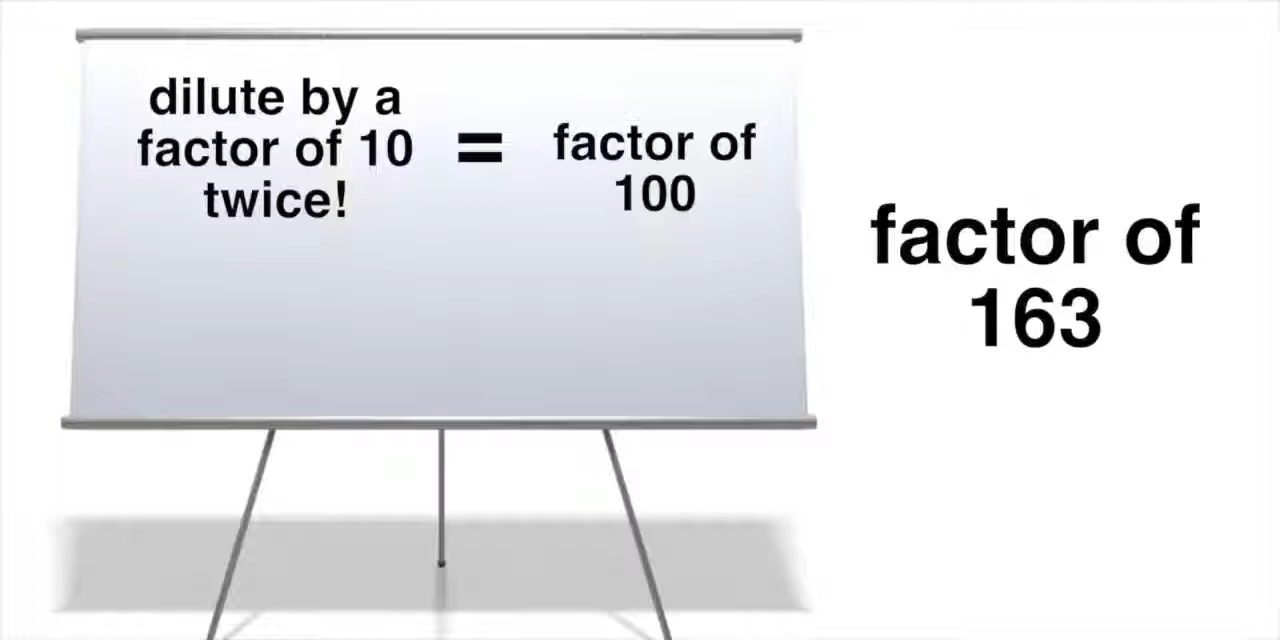 dilute by a
factor of 10
twice!
=
factor of
100
factor of
163